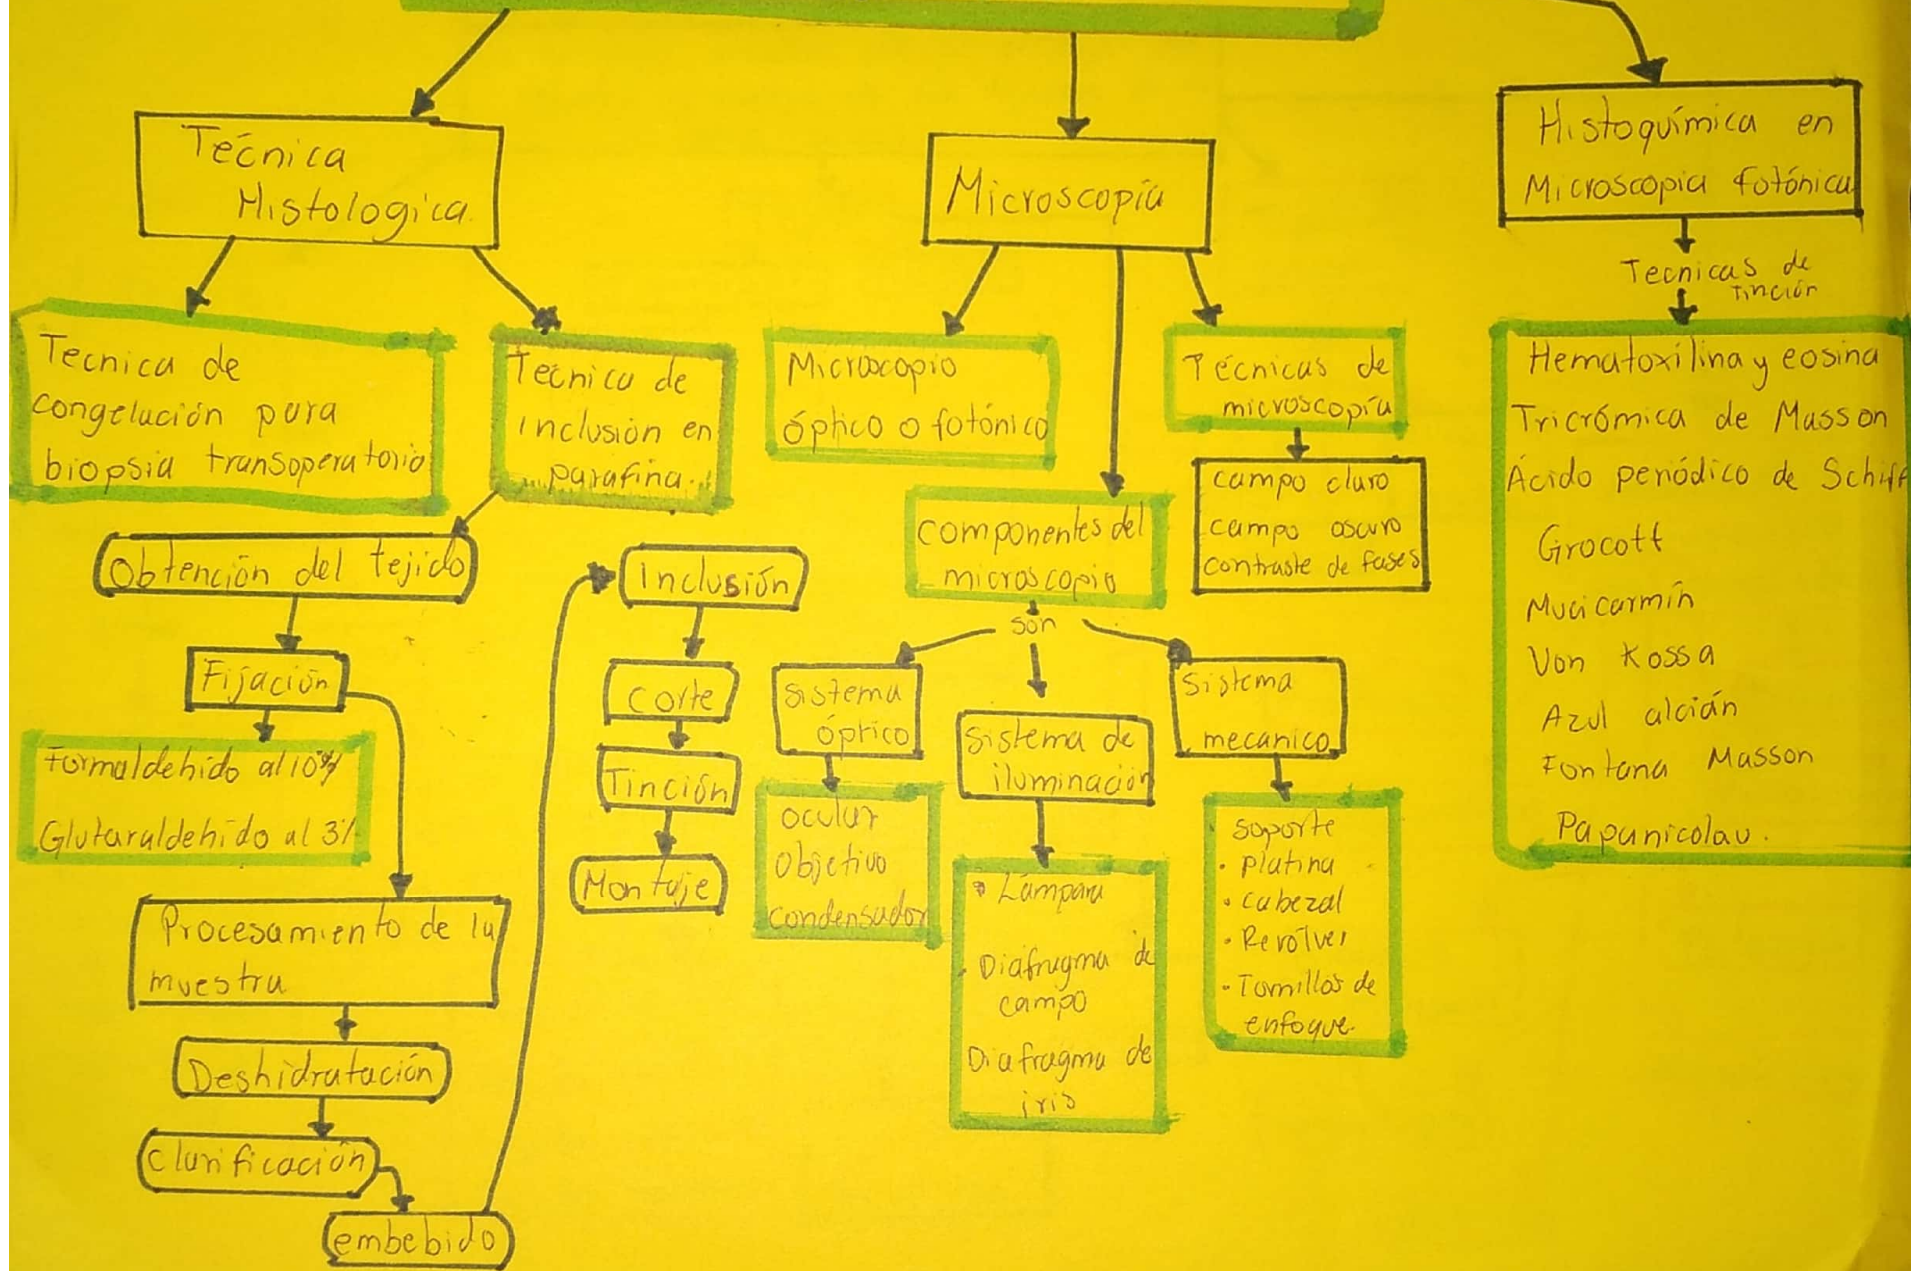 Tecnica
Histologica.
Tecnica de
congelación para
biopsia transoperatorio
Tecnica de
inclusión en
parafina.
Obtención del tejido
Fijación
Formaldehido al 10%
Glutaraldehido al 3%
Procesamiento de la
muestra
Deshidratación
Clarificación
embebido
Inclusión
Corte
Tinción
Montaje
Microscopía
Microscopio
óptico o fotónico
componentes del
microscopio
son
Sistema
óptico
ocular
Objetivo
condensador
Sistema de
iluminación
• Lámpara
• Diafragma de
campo
Diafragma de
iris
Sistema
mecanico
• soporte
• Platina
• Cabezal
• Revólver
• Tornillos de
enfoque.
Técnicas de
microscopía
campo claro
campo oscuro
contraste de fases
Histoquímica en
Microscopia fotónica
Tecnicas de
Tinción
Hematoxilina y eosina
Tricrómica de Masson
Ácido periódico de Schiff
Grocott
Mucicarmín
Von Kossa
Azul alcián
Fontana Masson
Papanicolau.